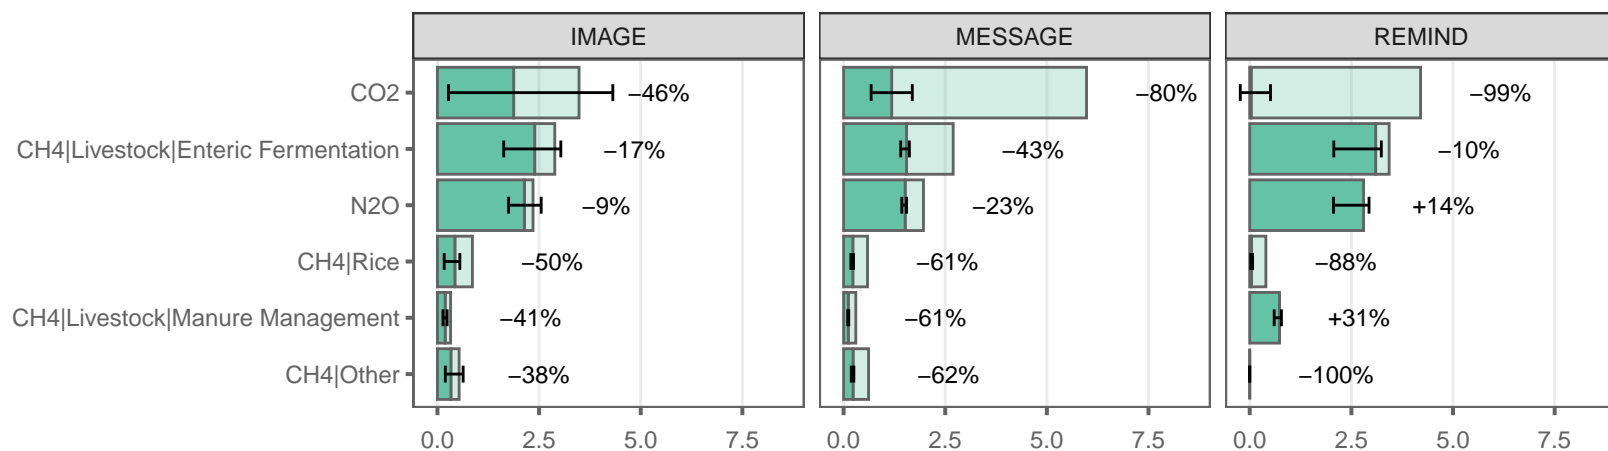 IMAGE MESSAGE REMIND
CO2 −46% −80% −99%
CH4|Livestock|Enteric Fermentation −17% −43% −10%
N2O −9% −23% +14%
CH4|Rice −50% −61% −88%
CH4|Livestock|Manure Management −41% −61% +31%
CH4|Other −38% −62% −100%
0.0 2.5 5.0 7.5 0.0 2.5 5.0 7.5 0.0 2.5 5.0 7.5